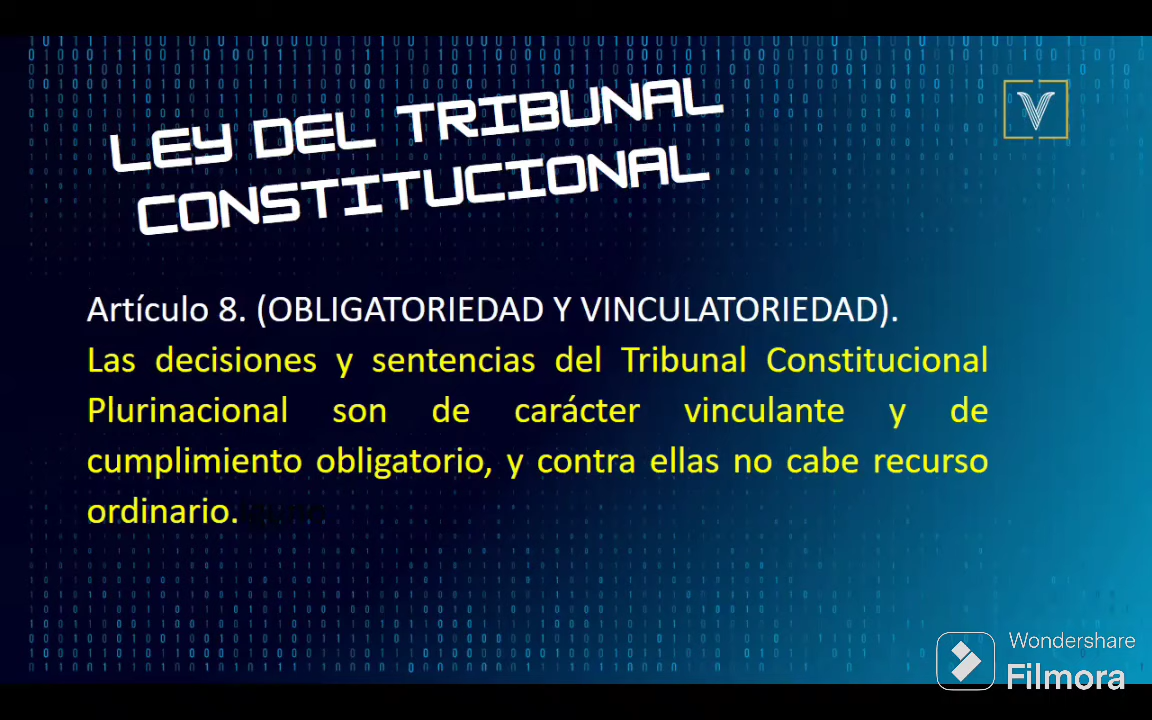 LEY DEL TRIBUNAL
CONSTITUCIONAL
V
Artículo 8. (OBLIGATORIEDAD Y VINCULATORIEDAD).
Las decisiones y sentencias del Tribunal Constitucional
Plurinacional son de carácter vinculante y de
cumplimiento obligatorio, y contra ellas no cabe recurso
ordinario.
Wondershare
Filmora